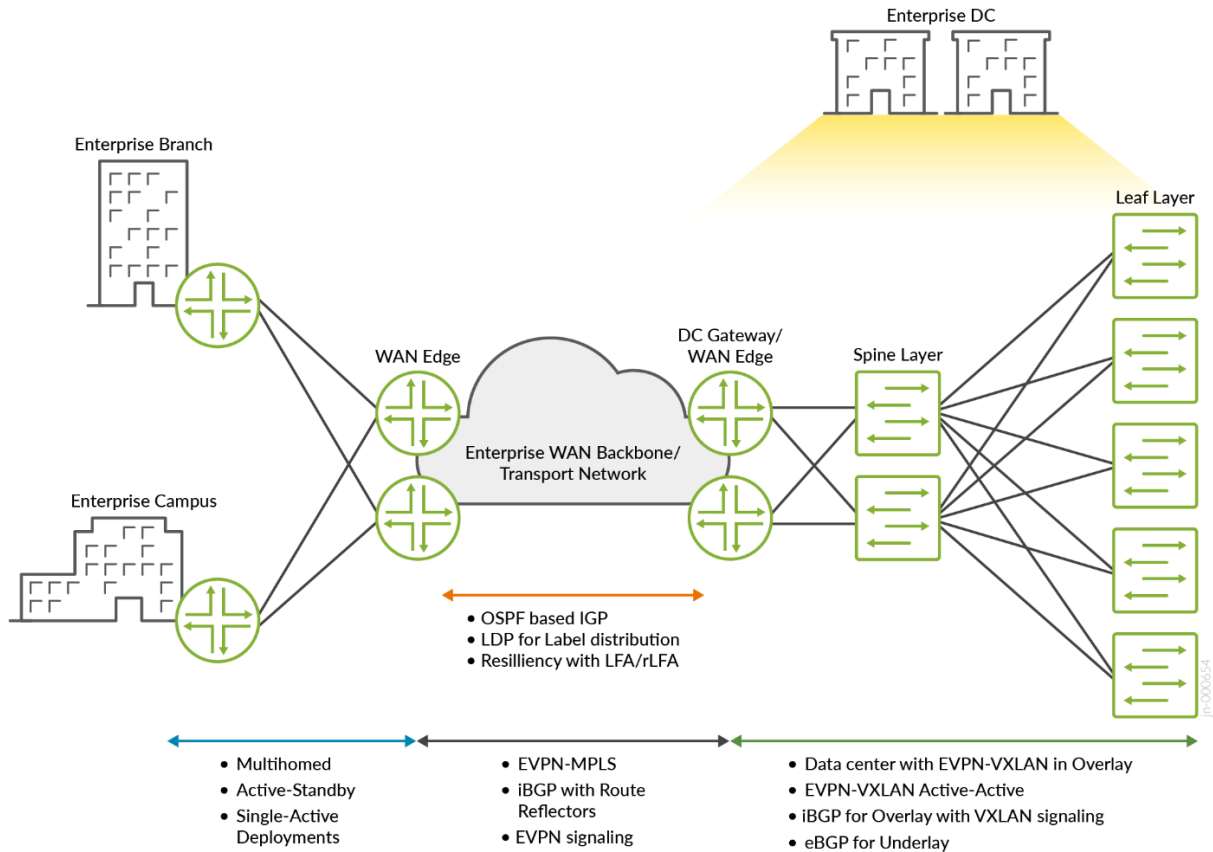 Enterprise DC
Enterprise Branch
Leaf Layer
WAN Edge
DC Gateway/
WAN Edge
Spine Layer
Enterprise WAN Backbone/
Transport Network
Enterprise Campus
• OSPF based IGP
• LDP for Label distribution
• Resilliency with LFA/rLFA
jn-000654
• Multihomed
• Active-Standby
• Single-Active
Deployments
• EVPN-MPLS
• iBGP with Route
Reflectors
• EVPN signaling
• Data center with EVPN-VXLAN in Overlay
• EVPN-VXLAN Active-Active
• iBGP for Overlay with VXLAN signaling
• eBGP for Underlay